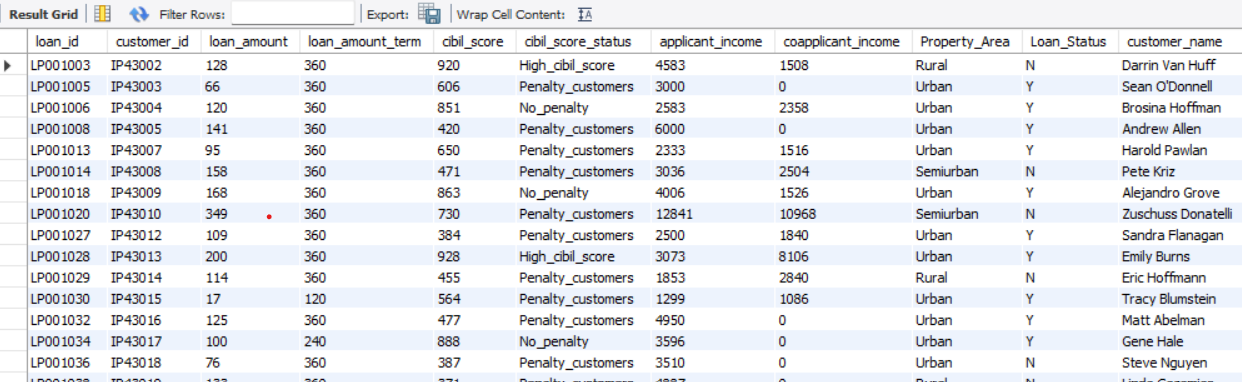 Result Grid Filter Rows: Export: Wrap Cell Content: IA
loan_id customer_id loan_amount loan_amount_term cibil_score cibil_score_status applicant_income coapplicant_income Property_Area Loan_Status customer_name
LP001003 IP43002 128 360 920 High_cibil_score 4583 1508 Rural N Darrin Van Huff
LP001005 IP43003 66 360 606 Penalty_customers 3000 0 Urban Y Sean O'Donnell
LP001006 IP43004 120 360 851 No_penalty 2583 2358 Urban Y Brosina Hoffman
LP001008 IP43005 141 360 420 Penalty_customers 6000 0 Urban Y Andrew Allen
LP001013 IP43007 95 360 650 Penalty_customers 2333 1516 Urban Y Harold Pawlan
LP001014 IP43008 158 360 471 Penalty_customers 3036 2504 Semiurban N Pete Kriz
LP001018 IP43009 168 360 863 No_penalty 4006 1526 Urban Y Alejandro Grove
LP001020 IP43010 349 360 730 Penalty_customers 12841 10968 Semiurban N Zuschuss Donatelli
LP001027 IP43012 109 360 384 Penalty_customers 2500 1840 Urban Y Sandra Flanagan
LP001028 IP43013 200 360 928 High_cibil_score 3073 8106 Urban Y Emily Burns
LP001029 IP43014 114 360 455 Penalty_customers 1853 2840 Rural N Eric Hoffmann
LP001030 IP43015 17 120 564 Penalty_customers 1299 1086 Urban Y Tracy Blumstein
LP001032 IP43016 125 360 477 Penalty_customers 4950 0 Urban Y Matt Abelman
LP001034 IP43017 100 240 888 No_penalty 3596 0 Urban Y Gene Hale
LP001036 IP43018 76 360 387 Penalty_customers 3510 0 Urban N Steve Nguyen